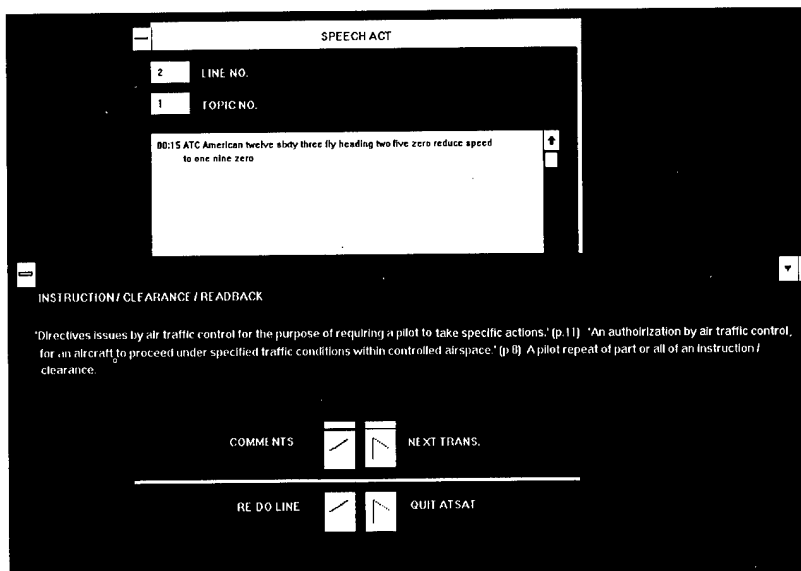 SPEECH ACT
2 LINE NO.
1 TOPIC NO.
00:15 ATC American twelve sixty three fly heading two five zero reduce speed
to one nine zero
INSTRUCTION / CLEARANCE / READBACK
'Directives issues by air traffic control for the purpose of requiring a pilot to take specific actions.' (p.11) 'An authoirization by air traffic control,
for an aircraft to proceed under specified traffic conditions within controlled airspace.' (p 8) A pilot repeat of part or all of an instruction /
clearance.
COMMENTS NEXT TRANS.
RE DO LINE QUIT ATSAT